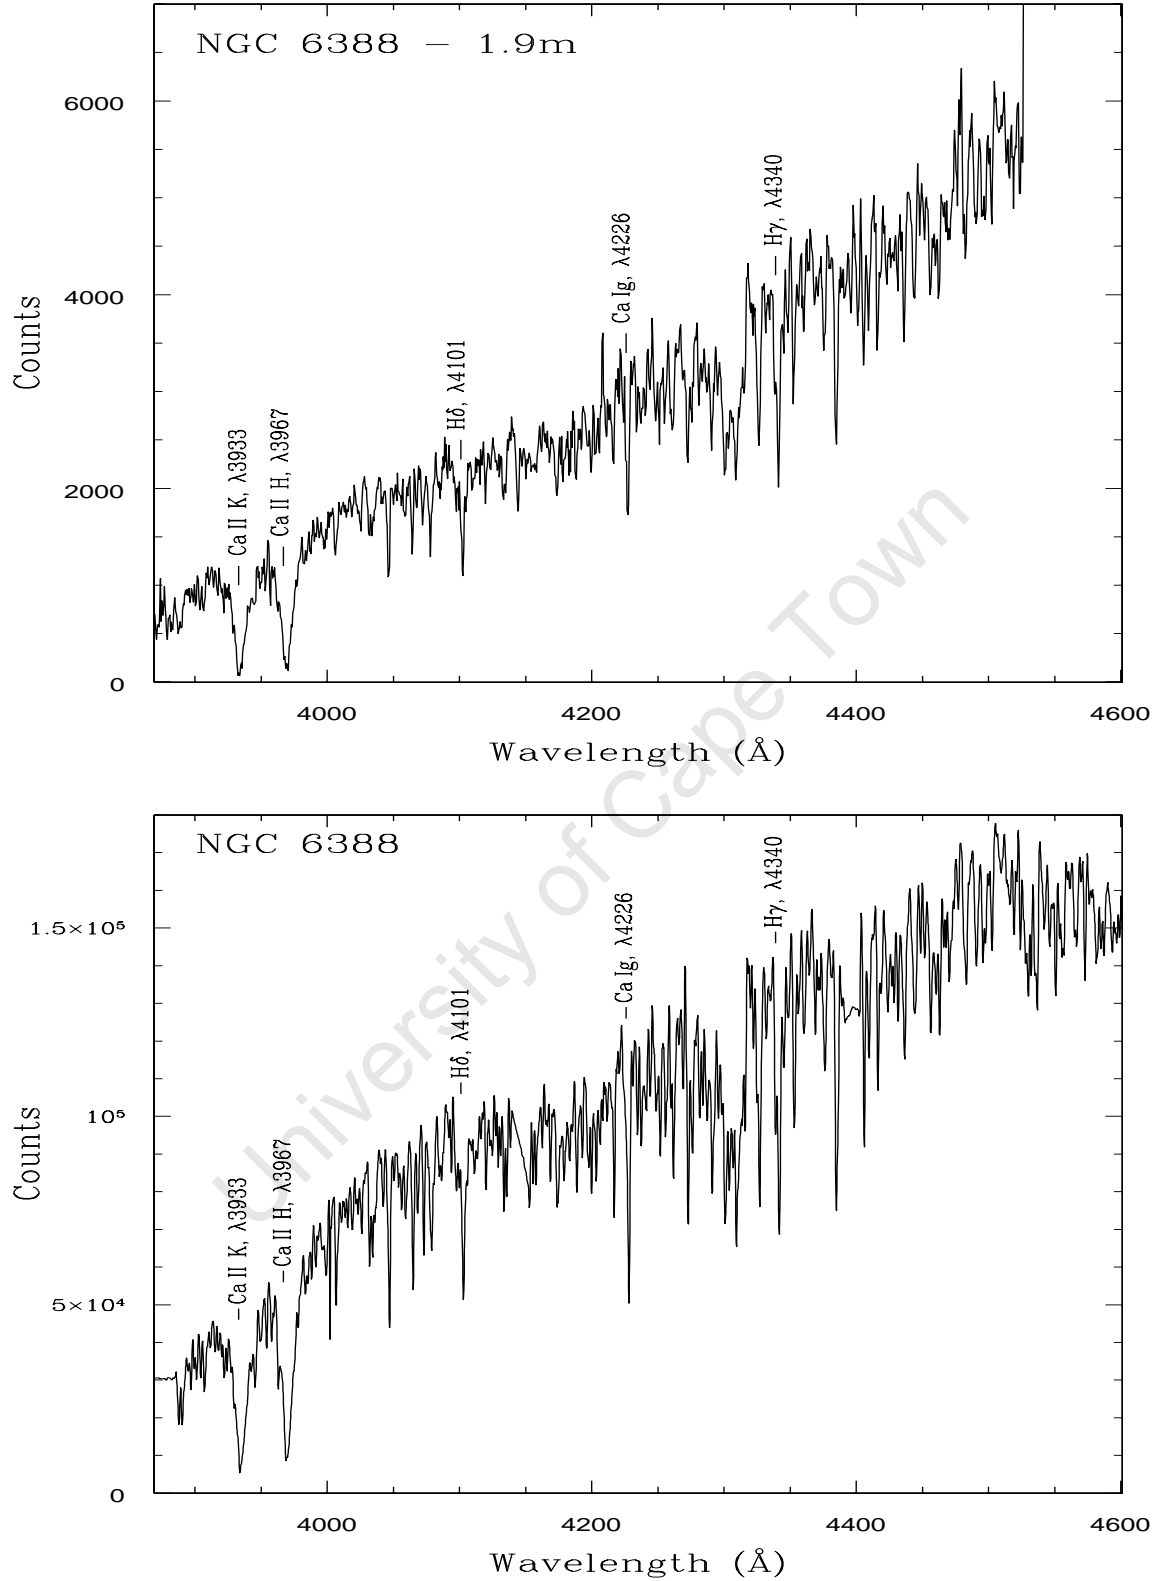 NGC 6388 – 1.9m
6000
4000
2000
0
Counts
Ca II K, λ3933
Ca II H, λ3967
Hδ, λ4101
Ca Ig, λ4226
Hγ, λ4340
4000 4200 4400 4600
Wavelength (Å)
NGC 6388
1.5×10⁵
10⁵
5×10⁴
0
Counts
Ca II K, λ3933
Ca II H, λ3967
Hδ, λ4101
Ca Ig, λ4226
Hγ, λ4340
4000 4200 4400 4600
Wavelength (Å)
University of Cape Town